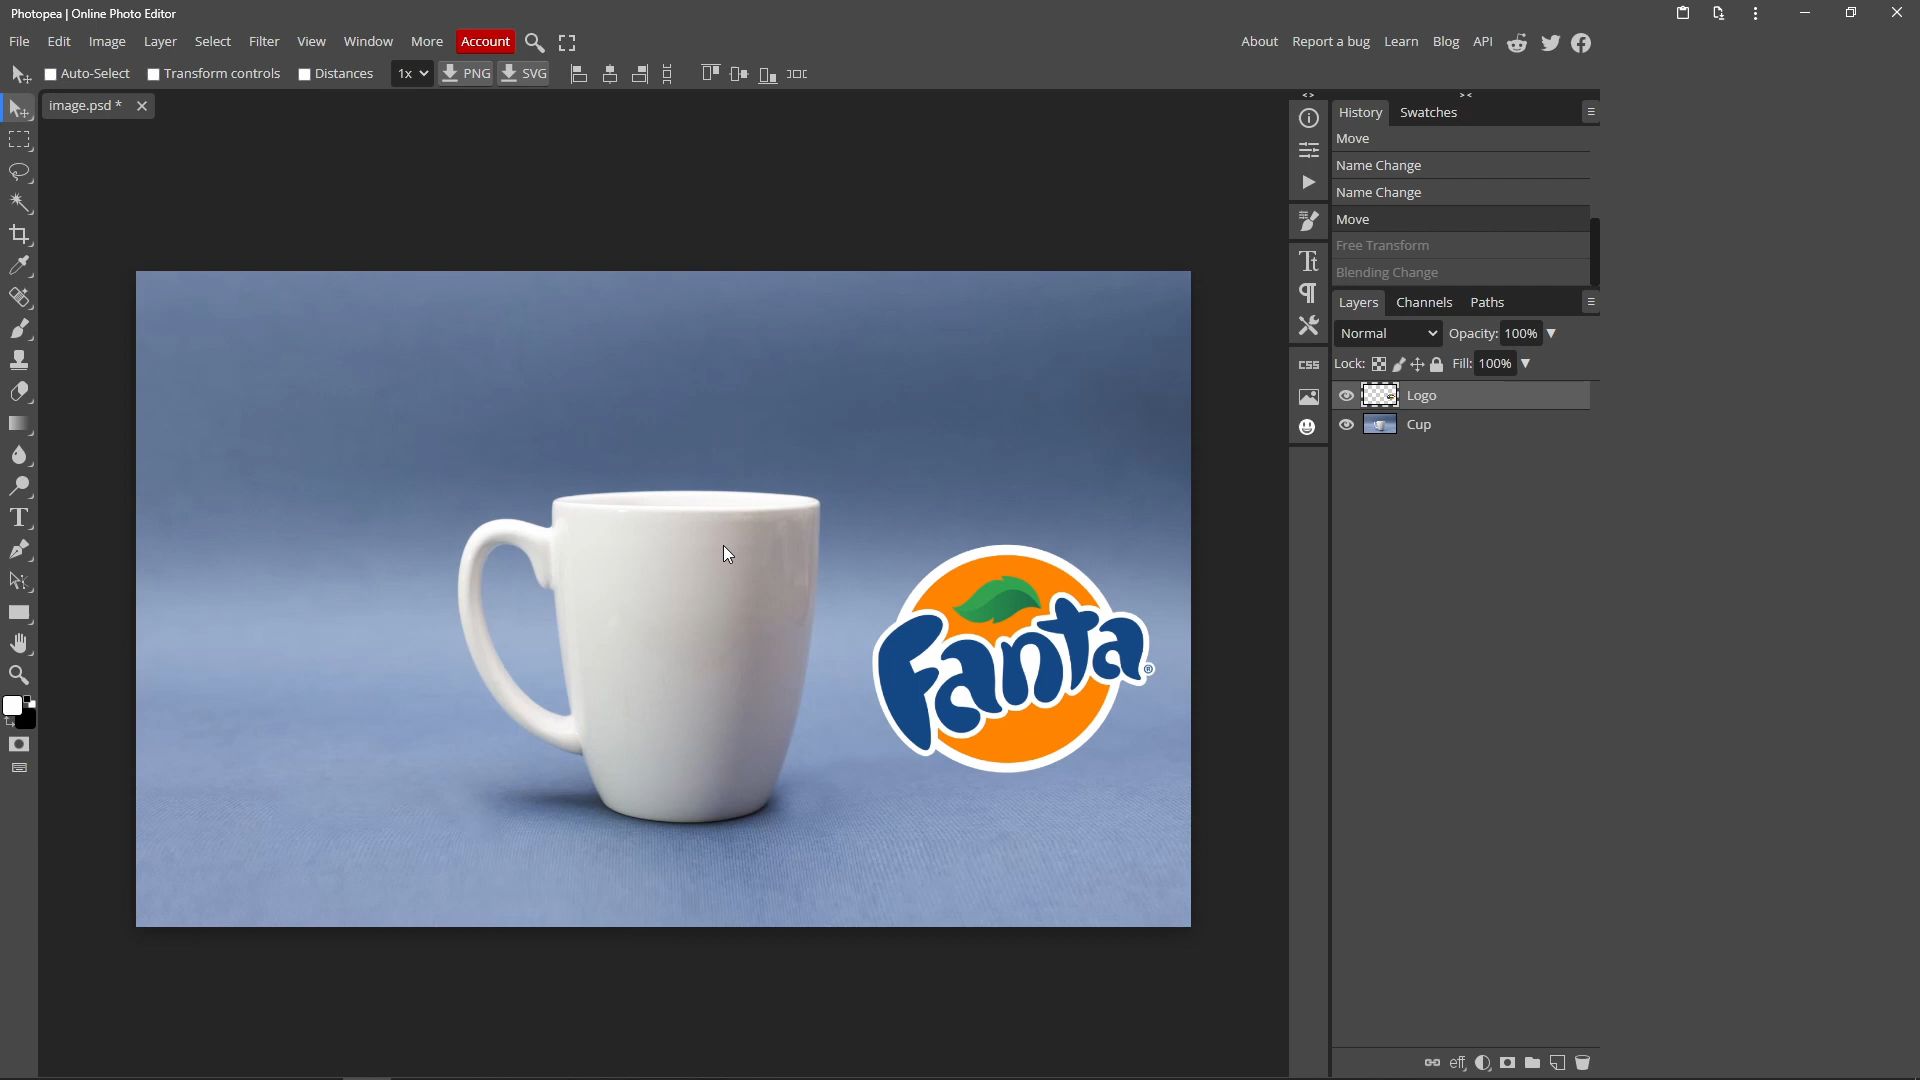 Photopea | Online Photo Editor
File Edit Image Layer Select Filter View Window More Account About Report a bug Learn Blog API
Auto-Select Transform controls Distances 1x PNG SVG
image.psd *
History Swatches
Move
Name Change
Name Change
Move
Free Transform
Blending Change
Layers Channels Paths
Normal Opacity: 100%
Lock: Fill: 100%
CSS
Logo
Cup
eff
Fanta®